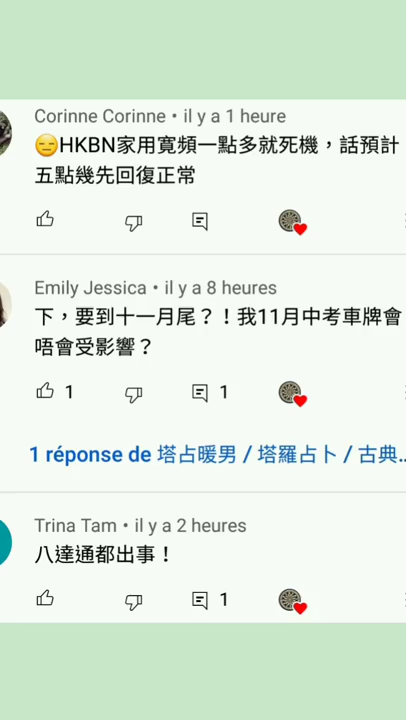 Corinne Corinne • il y a 1 heure
😑HKBN家用寬頻一點多就死機，話預計
五點幾先回復正常
Emily Jessica • il y a 8 heures
下，要到十一月尾？！我11月中考車牌會
唔會受影響？
1
1
1 réponse de 塔占暖男 / 塔羅占卜 / 古典…
Trina Tam • il y a 2 heures
八達通都出事！
1